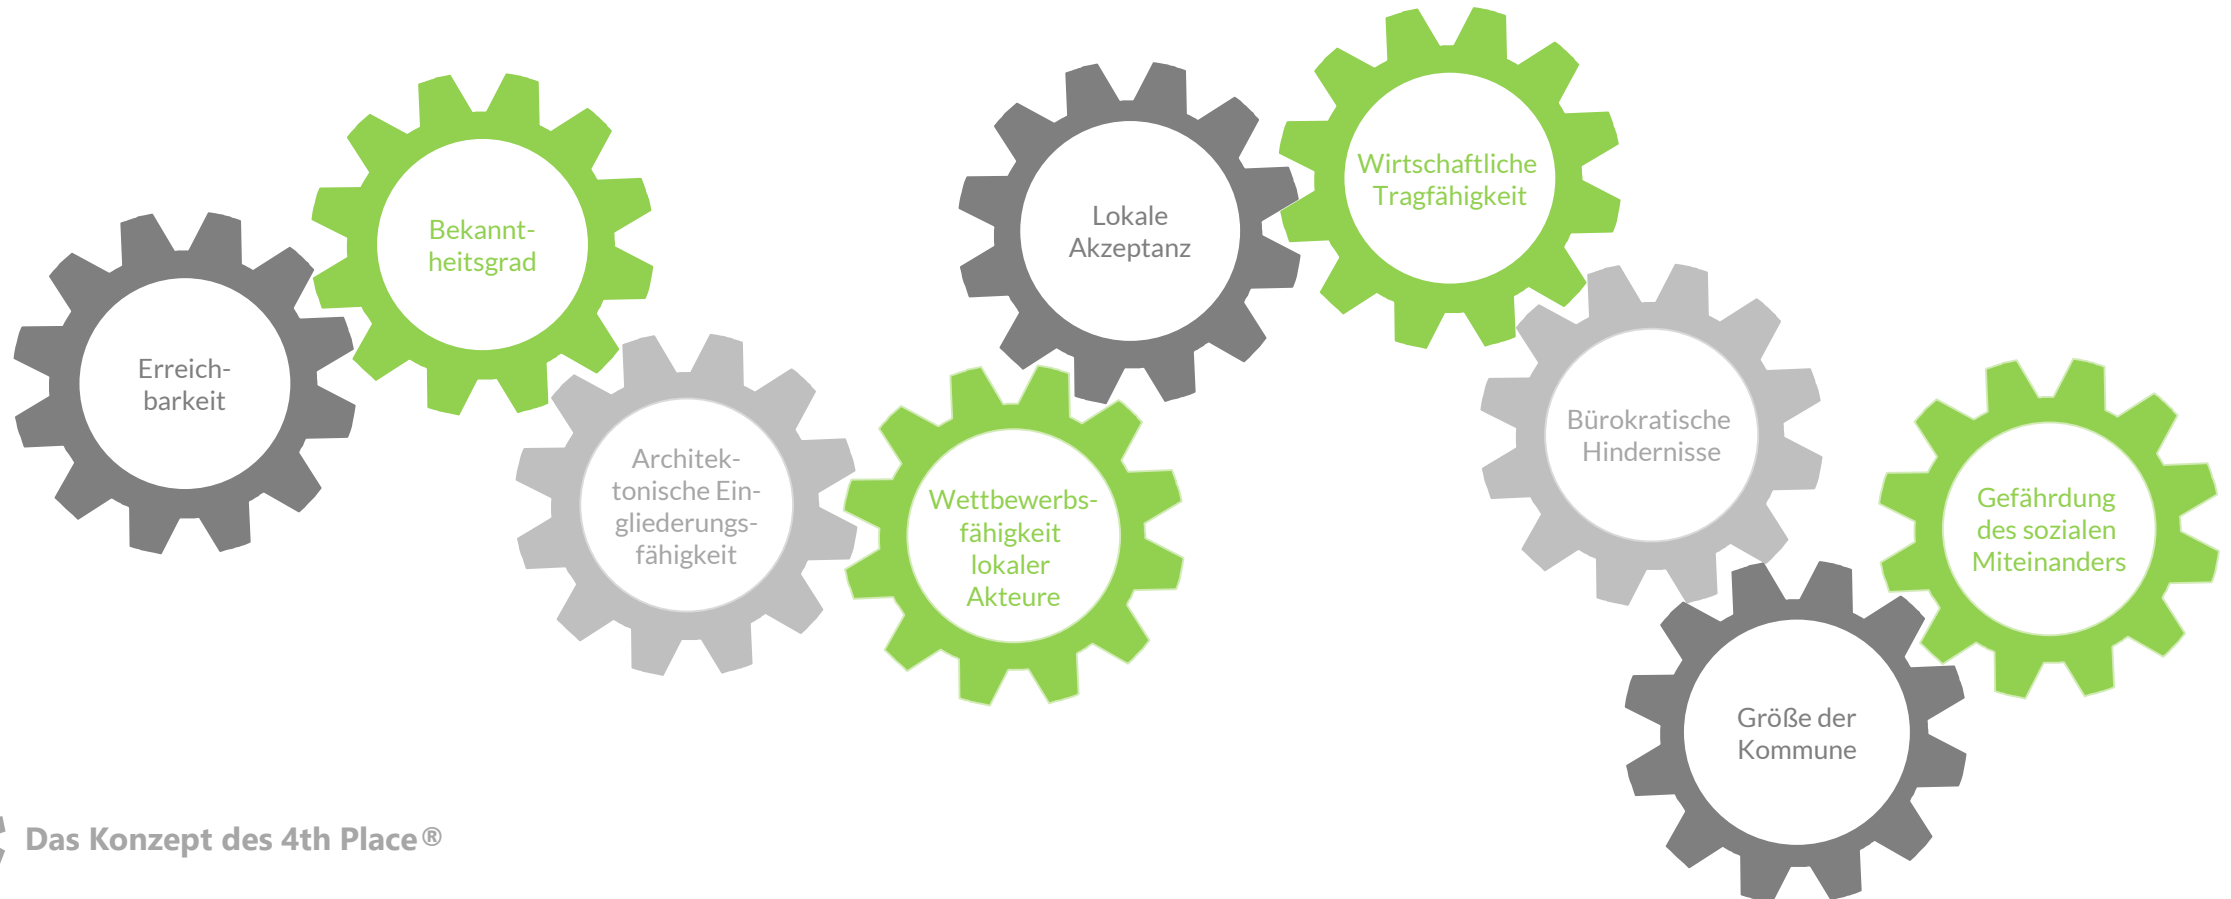 Erreich-
barkeit
Bekannt-
heitsgrad
Architek-
tonische Ein-
gliederungs-
fähigkeit
Wettbewerbs-
fähigkeit
lokaler
Akteure
Lokale
Akzeptanz
Wirtschaftliche
Tragfähigkeit
Bürokratische
Hindernisse
Größe der
Kommune
Gefährdung
des sozialen
Miteinanders
Das Konzept des 4th Place®